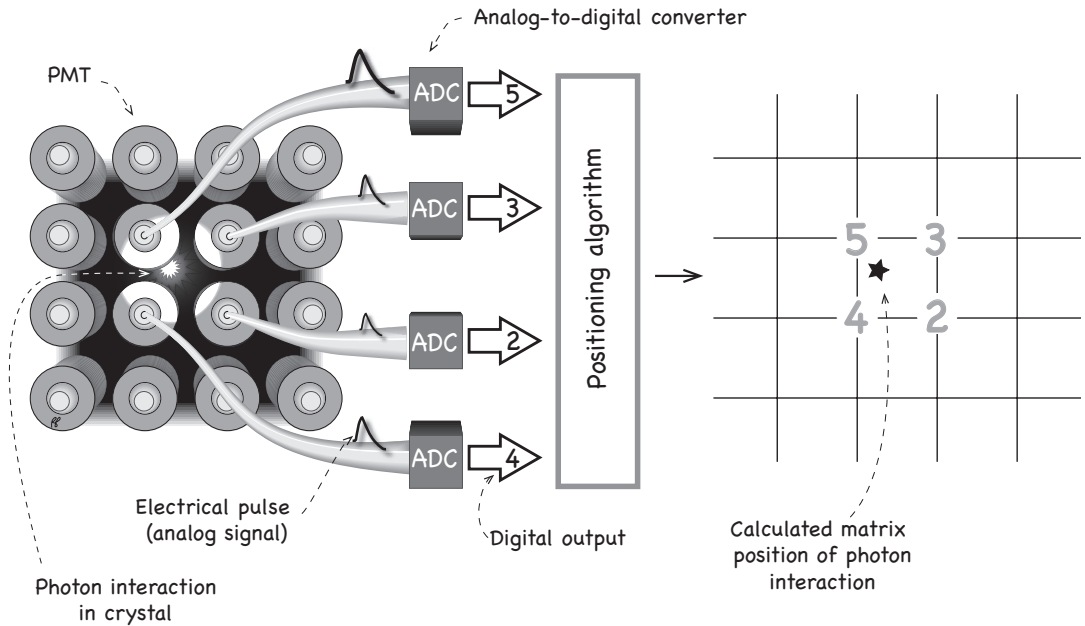 Analog-to-digital converter
PMT
ADC
5
ADC
3
ADC
2
ADC
4
Positioning algorithm
5 3
4 2
Electrical pulse
(analog signal)
Digital output
Calculated matrix
position of photon
interaction
Photon interaction
in crystal